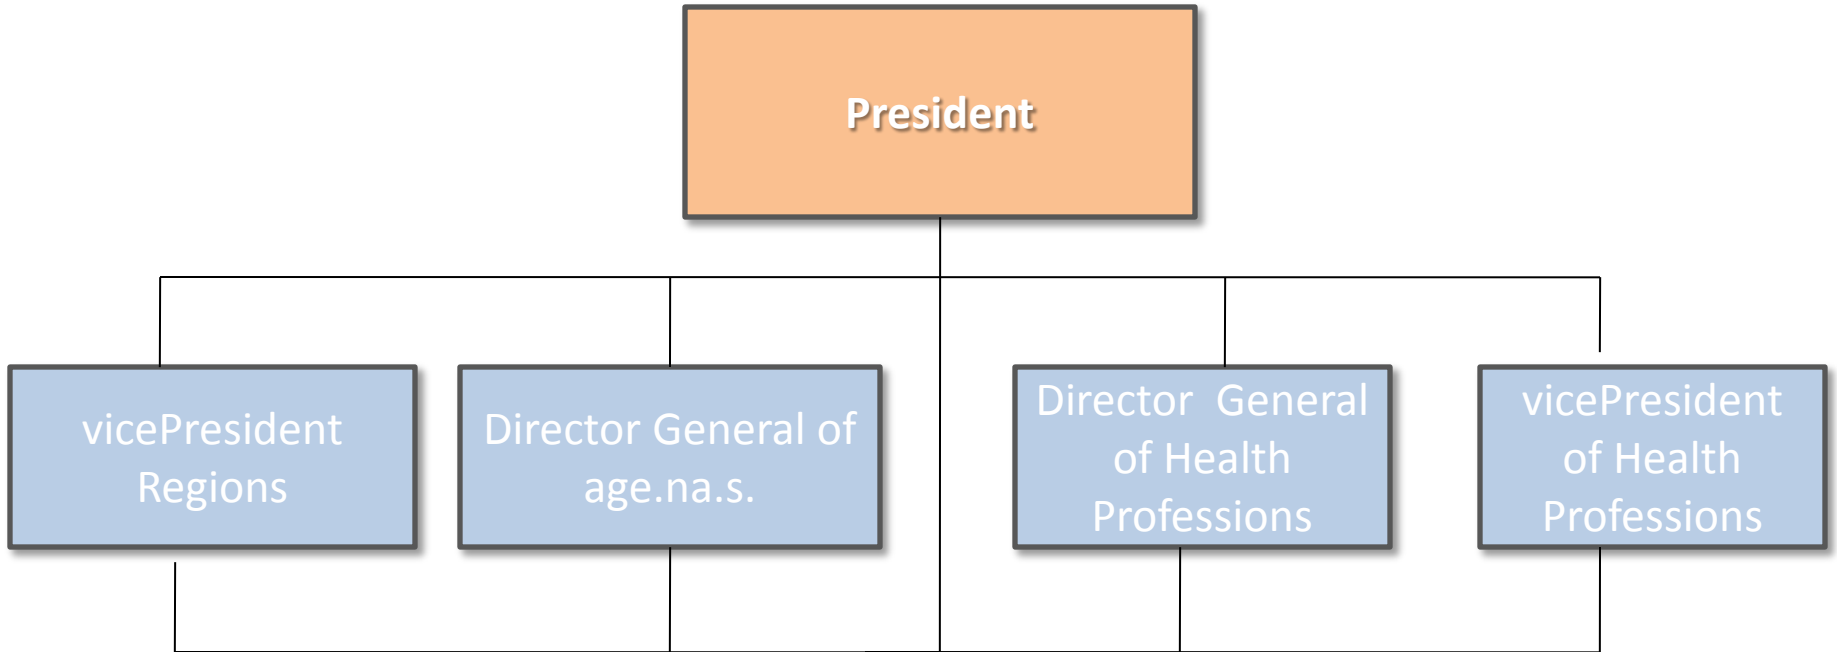 President
vicePresident
Regions
Director General of
age.na.s.
Director  General
of Health
Professions
vicePresident
of Health
Professions